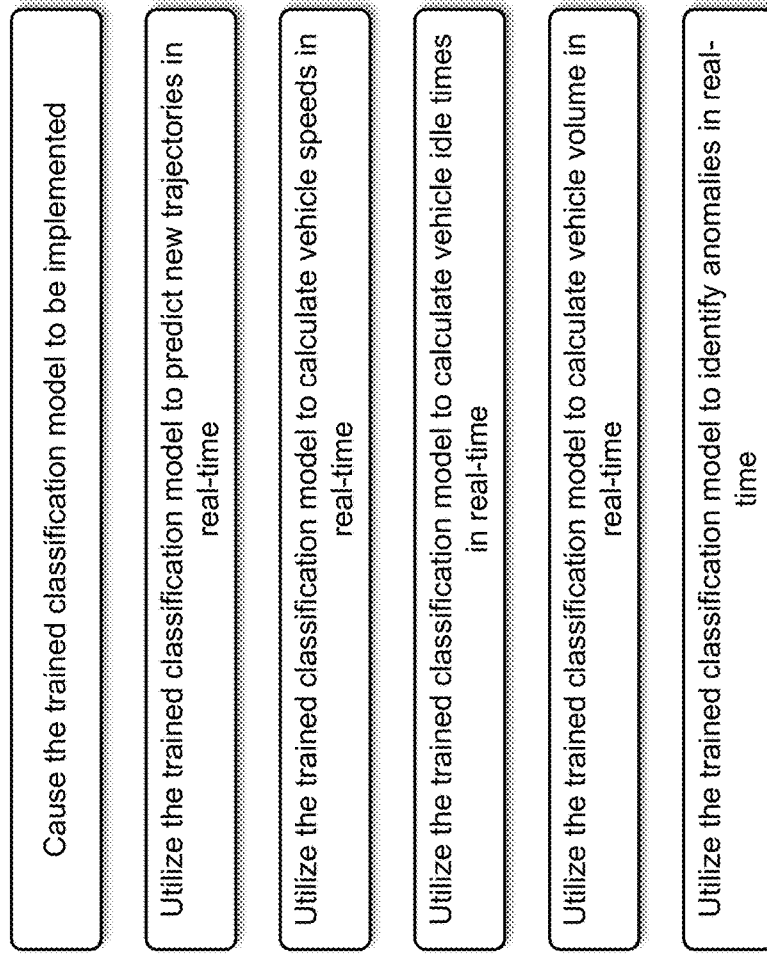 Cause the trained classification model to be implemented
Utilize the trained classification model to predict new trajectories in
real-time
Utilize the trained classification model to calculate vehicle speeds in
real-time
Utilize the trained classification model to calculate vehicle idle times
in real-time
Utilize the trained classification model to calculate vehicle volume in
real-time
Utilize the trained classification model to identify anomalies in real-
time